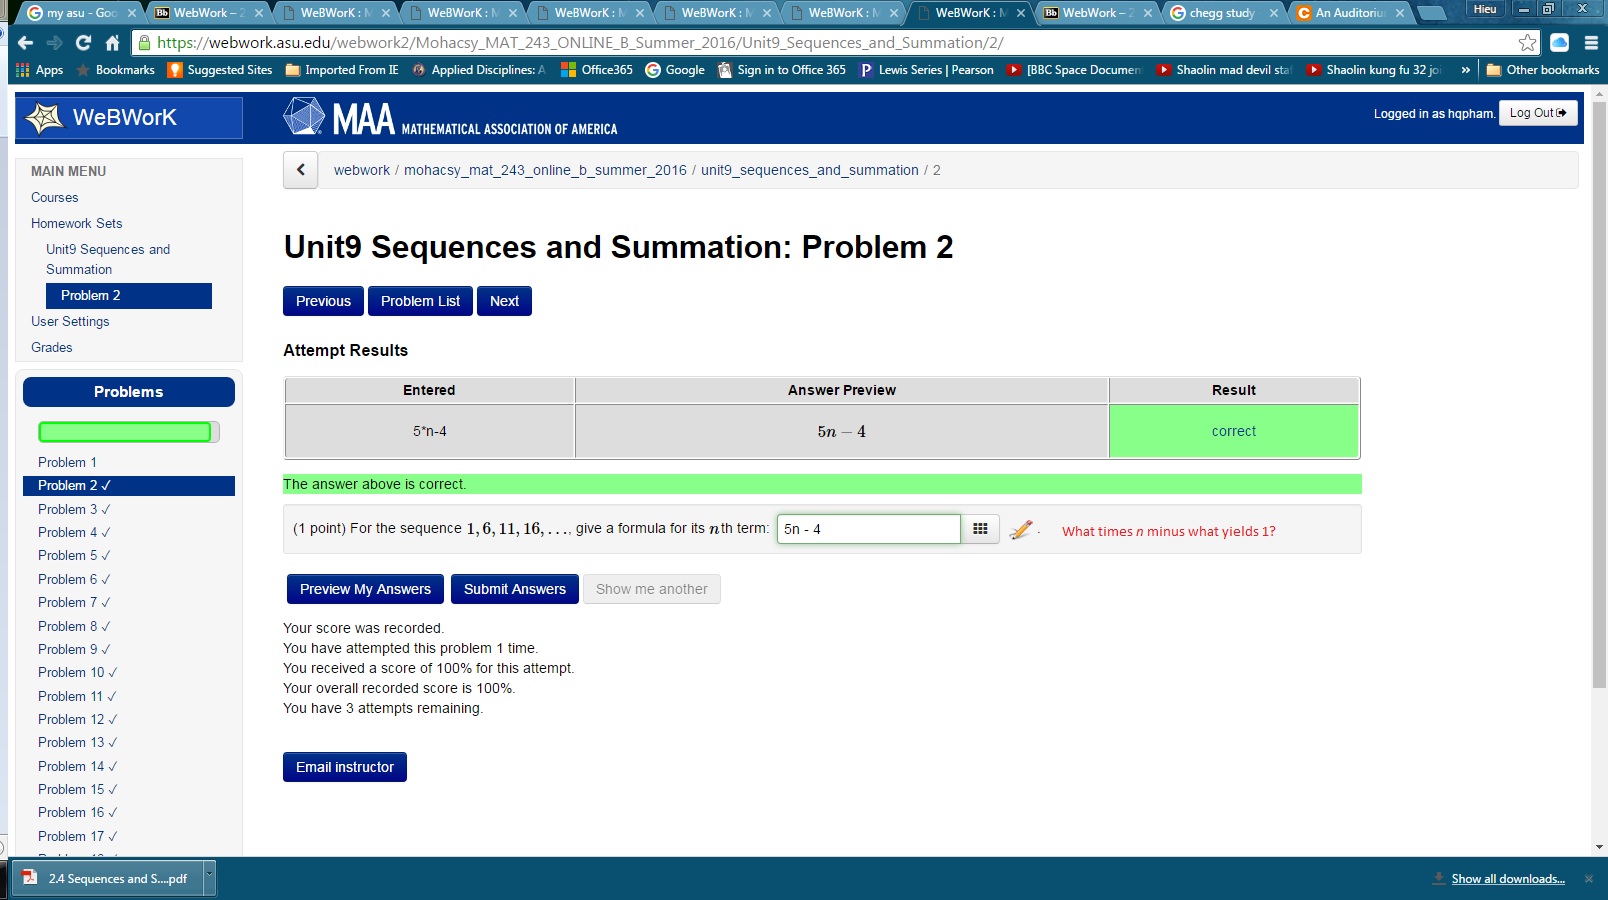 my asu - Goo
WebWork – 2
WeBWorK : M
WeBWorK : M
WeBWorK : M
WeBWorK : M
WeBWorK : M
WeBWorK : M
WebWork – 2
chegg study
An Auditoriu
Hieu
https://webwork.asu.edu/webwork2/Mohacsy_MAT_243_ONLINE_B_Summer_2016/Unit9_Sequences_and_Summation/2/
Apps
Bookmarks
Suggested Sites
Imported From IE
Applied Disciplines: A
Office365
Google
Sign in to Office 365
Lewis Series | Pearson
[BBC Space Documen
Shaolin mad devil sta
Shaolin kung fu 32 joi
»
Other bookmarks
WeBWorK
MAA MATHEMATICAL ASSOCIATION OF AMERICA
Logged in as hqpham.
Log Out
MAIN MENU
Courses
Homework Sets
Unit9 Sequences and
Summation
Problem 2
User Settings
Grades
Problems
Problem 1
Problem 2 ✓
Problem 3 ✓
Problem 4 ✓
Problem 5 ✓
Problem 6 ✓
Problem 7 ✓
Problem 8 ✓
Problem 9 ✓
Problem 10 ✓
Problem 11 ✓
Problem 12 ✓
Problem 13 ✓
Problem 14 ✓
Problem 15 ✓
Problem 16 ✓
Problem 17 ✓
webwork / mohacsy_mat_243_online_b_summer_2016 / unit9_sequences_and_summation / 2
Unit9 Sequences and Summation: Problem 2
Previous
Problem List
Next
Attempt Results
Entered
Answer Preview
Result
5*n-4
5n − 4
correct
The answer above is correct.
(1 point) For the sequence 1, 6, 11, 16, . . ., give a formula for its nth term: 5n - 4 . What times n minus what yields 1?
Preview My Answers
Submit Answers
Show me another
Your score was recorded.
You have attempted this problem 1 time.
You received a score of 100% for this attempt.
Your overall recorded score is 100%.
You have 3 attempts remaining.
Email instructor
2.4 Sequences and S....pdf
Show all downloads...